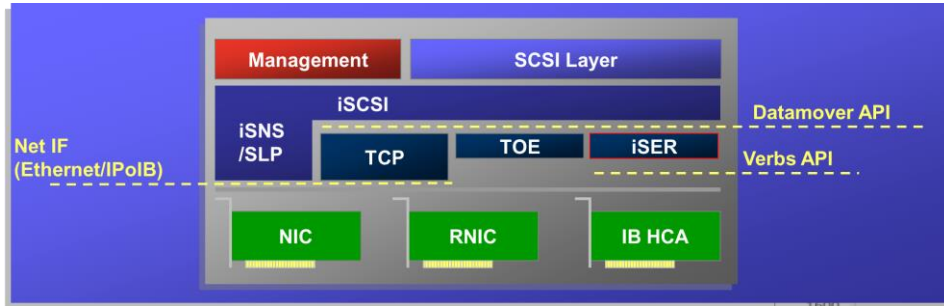 Management
SCSI Layer
iSCSI
iSNS
/SLP
Datamover API
Net IF
(Ethernet/IPoIB)
TCP
TOE
iSER
Verbs API
NIC
RNIC
IB HCA